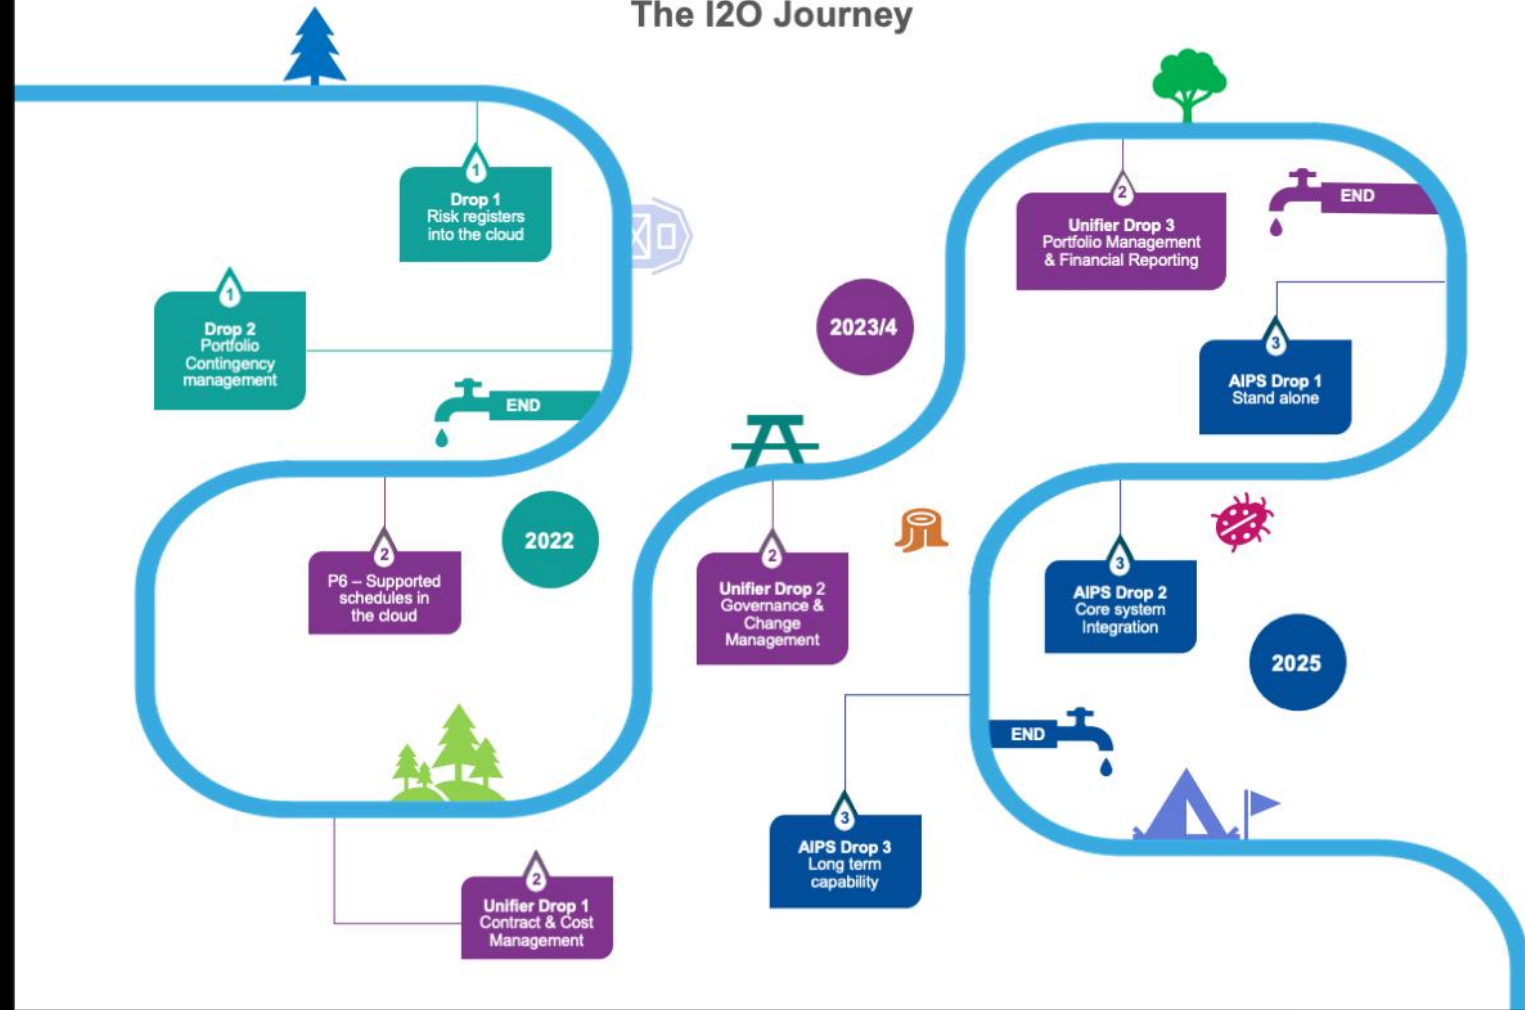 The I2O Journey
1
Drop 1
Risk registers
into the cloud
1
Drop 2
Portfolio
Contingency
management
END
2022
2
P6 – Supported
schedules in
the cloud
2
Unifier Drop 1
Contract & Cost
Management
2
Unifier Drop 2
Governance &
Change
Management
2023/4
2
Unifier Drop 3
Portfolio Management
& Financial Reporting
END
3
AIPS Drop 1
Stand alone
3
AIPS Drop 2
Core system
Integration
2025
3
AIPS Drop 3
Long term
capability
END